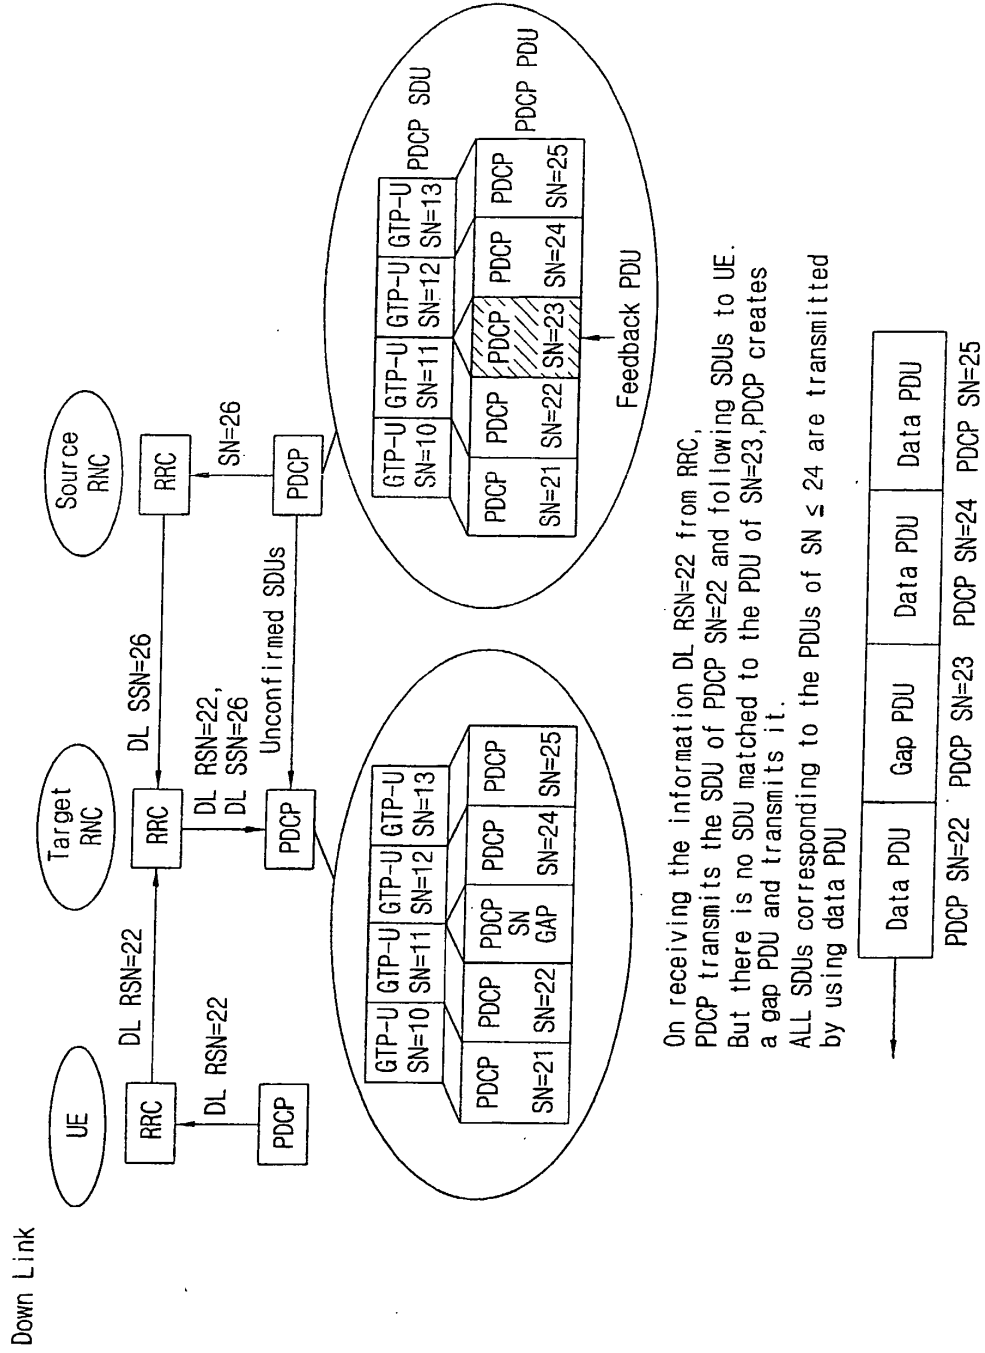 Down Link
UE
Target
RNC
Source
RNC
RRC
DL RSN=22
RRC
DL SSN=26
RRC
DL RSN=22
DL RSN=22,
DL SSN=26
SN=26
PDCP
PDCP
Unconfirmed SDUs
PDCP
GTP-U
SN=10
GTP-U
SN=11
GTP-U
SN=12
GTP-U
SN=13
PDCP
SN=21
PDCP
SN=22
PDCP
SN
GAP
PDCP
SN=24
PDCP
SN=25
GTP-U
SN=10
GTP-U
SN=11
GTP-U
SN=12
GTP-U
SN=13
PDCP SDU
PDCP
SN=21
PDCP
SN=22
PDCP
SN=23
PDCP
SN=24
PDCP
SN=25
PDCP PDU
Feedback PDU
On receiving the information DL RSN=22 from RRC,
PDCP transmits the SDU of PDCP SN=22 and following SDUs to UE.
But there is no SDU matched to the PDU of SN=23,PDCP creates
a gap PDU and transmits it.
ALL SDUs corresponding to the PDUs of SN ≤ 24 are transmitted
by using data PDU
Data PDU
Gap PDU
Data PDU
Data PDU
PDCP SN=22
PDCP SN=23
PDCP SN=24
PDCP SN=25